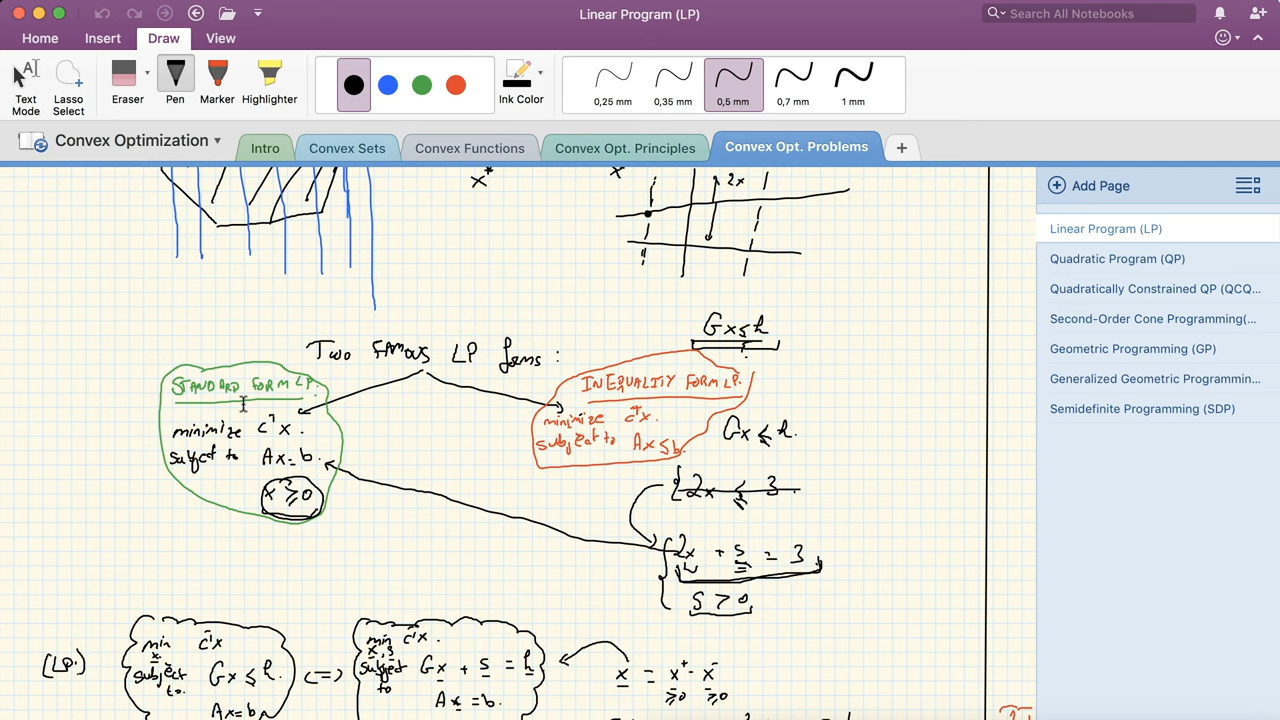 Linear Program (LP)
Search All Notebooks
Home Insert Draw View
Text Mode
Lasso Select
Eraser
Pen
Marker
Highlighter
Ink Color
0,25 mm
0,35 mm
0,5 mm
0,7 mm
1 mm
Convex Optimization
Intro
Convex Sets
Convex Functions
Convex Opt. Principles
Convex Opt. Problems
+
Add Page
Linear Program (LP)
Quadratic Program (QP)
Quadratically Constrained QP (QCQ...
Second-Order Cone Programming(...
Geometric Programming (GP)
Generalized Geometric Programmin...
Semidefinite Programming (SDP)
x*
2x
Gx ≤ h
Two FAMOUS LP forms :
STANDARD FORM LP.
minimize cᵀx.
subject to Ax = b.
x ≥ 0
INEQUALITY FORM LP.
minimize cᵀx.
subject to Ax ≤ b.
Gx ≤ h.
2x ≤ 3
2x + s = 3
s > 0
(LP.)
min cᵀx
x
subject to. Gx ≤ h.
Ax = b
<=>
min cᵀx.
x, s
subject to Gx + s = h
Ax = b.
x = x⁺ - x⁻
≥0 ≥0